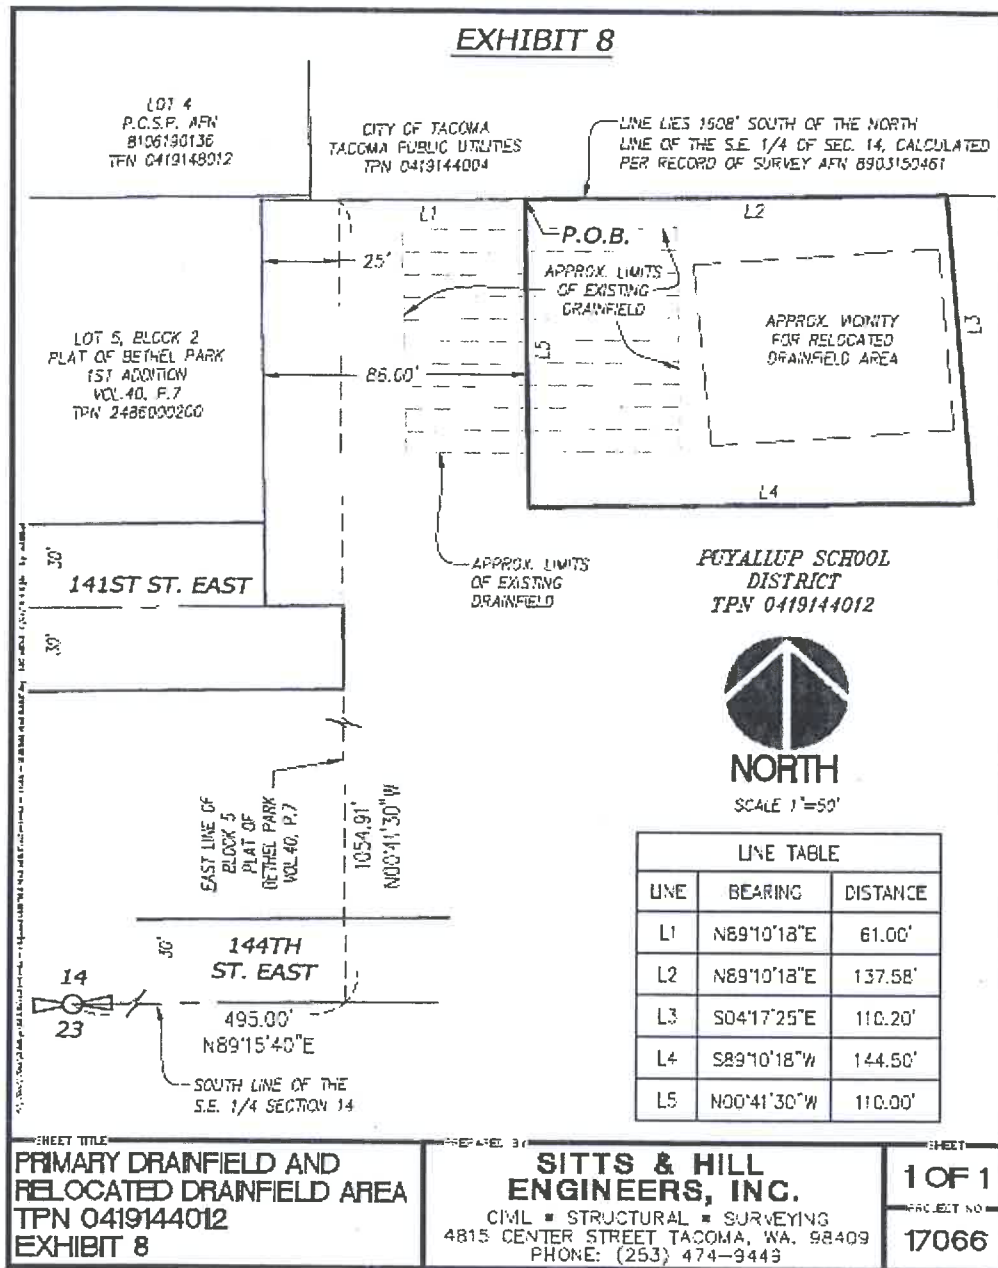 EXHIBIT 8
LOT 4
P.C.S.P. AFN
8106190136
TPN 0419148012
CITY OF TACOMA
TACOMA PUBLIC UTILITIES
TPN 0419144004
LINE LIES 1508' SOUTH OF THE NORTH
LINE OF THE S.E. 1/4 OF SEC. 14, CALCULATED
PER RECORD OF SURVEY AFN 8903150461
L1
L2
P.O.B.
25'
APPROX. LIMITS
OF EXISTING
DRAINFIELD
L5
L3
APPROX. VICINITY
FOR RELOCATED
DRAINFIELD AREA
LOT 5, BLOCK 2
PLAT OF BETHEL PARK
1ST ADDITION
VOL.40, P.7
TPN 2486000200
86.00'
L4
30'
141ST ST. EAST
30'
APPROX. LIMITS
OF EXISTING
DRAINFIELD
PUYALLUP SCHOOL
DISTRICT
TPN 0419144012
NORTH
SCALE 1"=50'
EAST LINE OF
BLOCK 5
PLAT OF
BETHEL PARK
VOL.40, P.7
1054.91'
N00°41'30"W
30'
144TH
ST. EAST
14
23
495.00'
N89°15'40"E
SOUTH LINE OF THE
S.E. 1/4 SECTION 14
LINE TABLE
LINE BEARING DISTANCE
L1 N89°10'18"E 61.00'
L2 N89°10'18"E 137.58'
L3 S04°17'25"E 110.20'
L4 S89°10'18"W 144.50'
L5 N00°41'30"W 110.00'
SHEET TITLE
PRIMARY DRAINFIELD AND
RELOCATED DRAINFIELD AREA
TPN 0419144012
EXHIBIT 8
PREPARED BY
SITTS & HILL
ENGINEERS, INC.
CIVIL ■ STRUCTURAL ■ SURVEYING
4815 CENTER STREET TACOMA, WA. 98409
PHONE: (253) 474-9449
SHEET
1 OF 1
PROJECT NO
17066